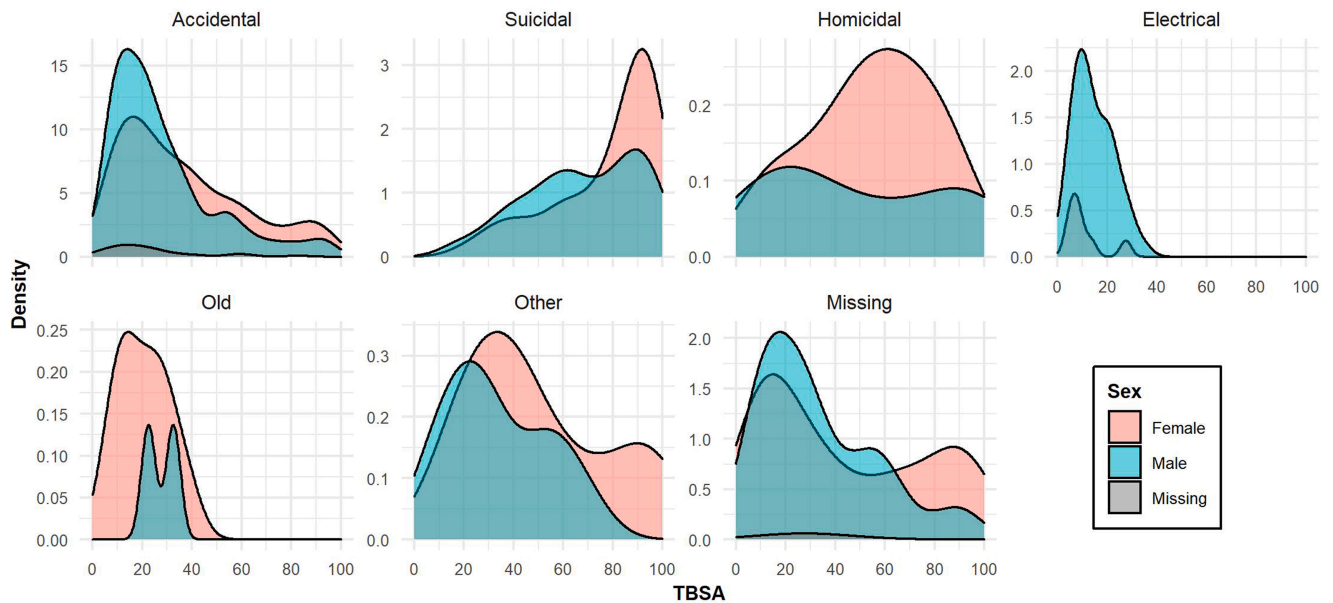 Accidental
Suicidal
Homicidal
Electrical
15
10
5
0
3
2
1
0
0.2
0.1
0.0
2.0
1.5
1.0
0.5
0.0
0 20 40 60 80 100
Density
Old
Other
Missing
0.25
0.20
0.15
0.10
0.05
0.00
0 20 40 60 80 100
0.3
0.2
0.1
0.0
0 20 40 60 80 100
2.0
1.5
1.0
0.5
0.0
0 20 40 60 80 100
TBSA
Sex
Female
Male
Missing